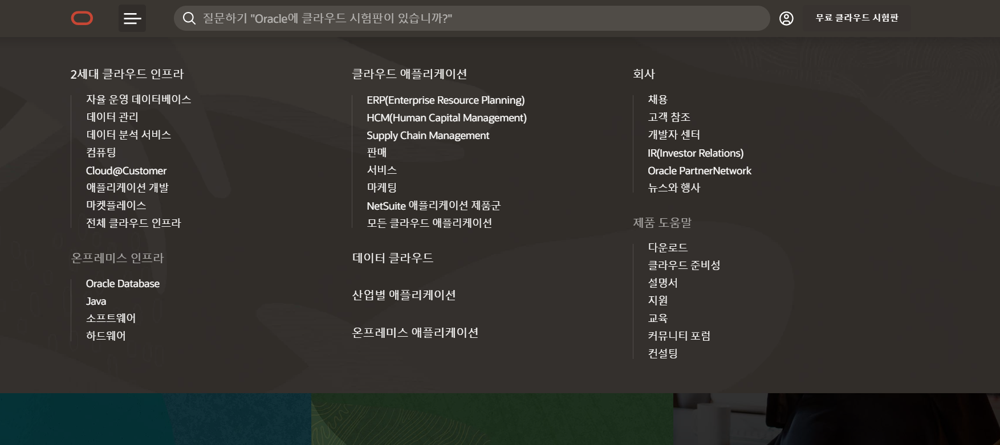 질문하기 "Oracle에 클라우드 시험판이 있습니까?"
무료 클라우드 시험판
2세대 클라우드 인프라
자율 운영 데이터베이스
데이터 관리
데이터 분석 서비스
컴퓨팅
Cloud@Customer
애플리케이션 개발
마켓플레이스
전체 클라우드 인프라
온프레미스 인프라
Oracle Database
Java
소프트웨어
하드웨어
클라우드 애플리케이션
ERP(Enterprise Resource Planning)
HCM(Human Capital Management)
Supply Chain Management
판매
서비스
마케팅
NetSuite 애플리케이션 제품군
모든 클라우드 애플리케이션
데이터 클라우드
산업별 애플리케이션
온프레미스 애플리케이션
회사
채용
고객 참조
개발자 센터
IR(Investor Relations)
Oracle PartnerNetwork
뉴스와 행사
제품 도움말
다운로드
클라우드 준비성
설명서
지원
교육
커뮤니티 포럼
컨설팅